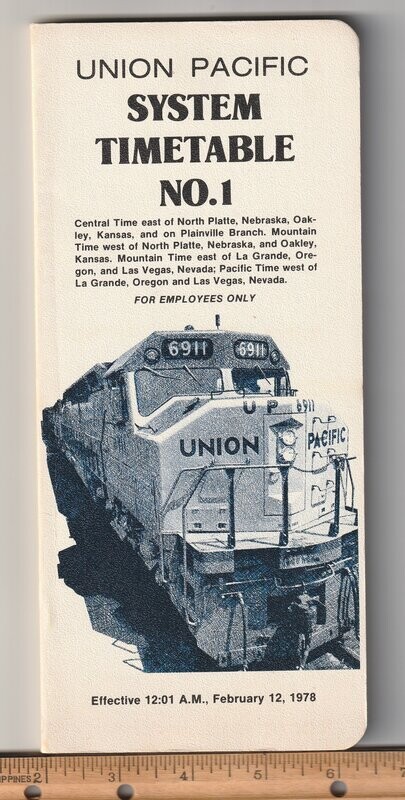 UNION PACIFIC
SYSTEM
TIMETABLE
NO.1
Central Time east of North Platte, Nebraska, Oak-
ley, Kansas, and on Plainville Branch. Mountain
Time west of North Platte, Nebraska, and Oakley,
Kansas. Mountain Time east of La Grande, Ore-
gon, and Las Vegas, Nevada; Pacific Time west of
La Grande, Oregon and Las Vegas, Nevada.
FOR EMPLOYEES ONLY
6911 6911
U P 6911
UNION PACIFIC
Effective 12:01 A.M., February 12, 1978
PPINES 2 3 4 5 6 7